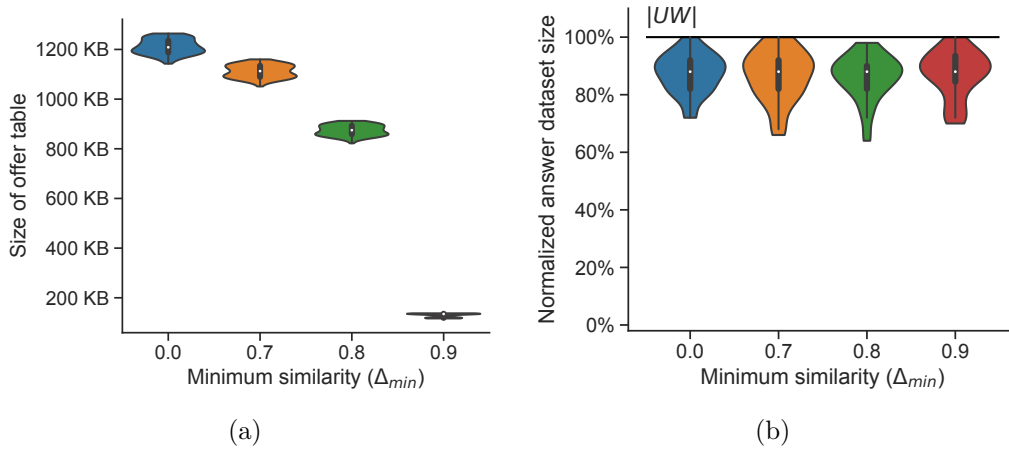 1200 KB
1000 KB
800 KB
600 KB
400 KB
200 KB
Size of offer table
0.0 0.7 0.8 0.9
Minimum similarity (Δmin)
(a)
|UW|
100%
80%
60%
40%
20%
0%
Normalized answer dataset size
0.0 0.7 0.8 0.9
Minimum similarity (Δmin)
(b)